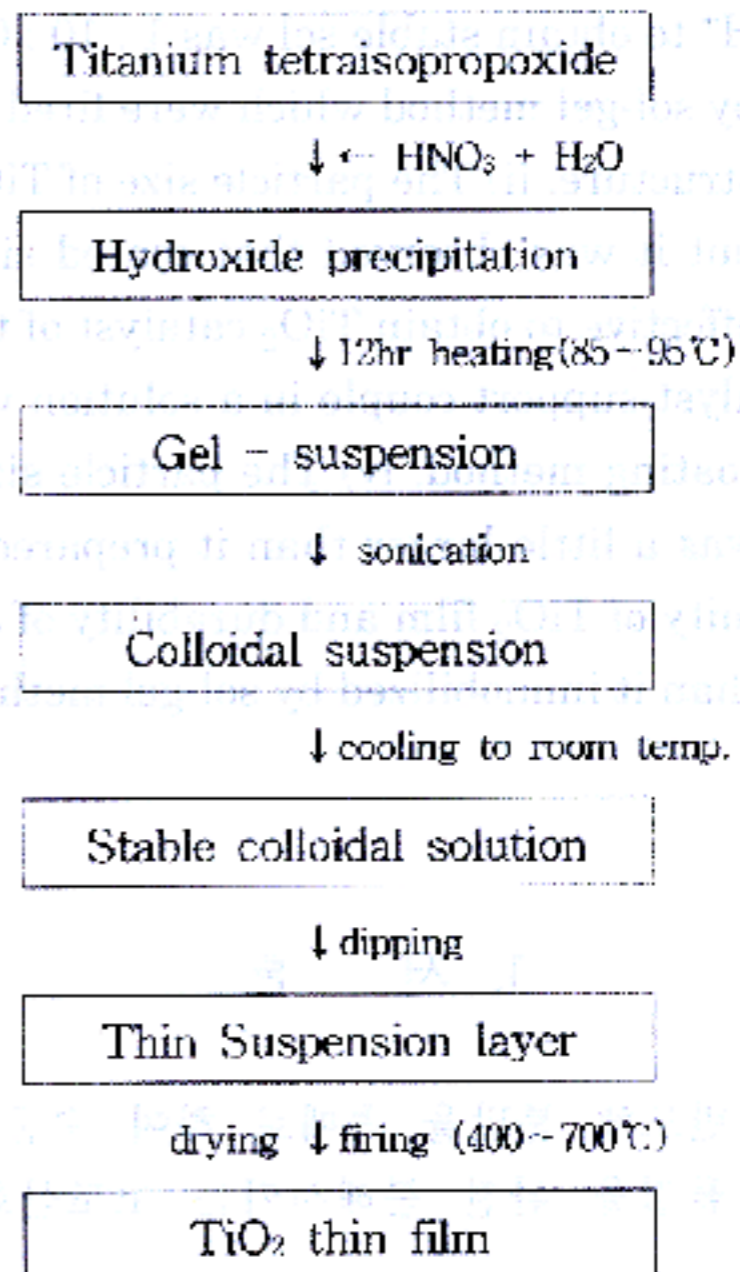 Titanium tetraisopropoxide
↓ ← HNO₃ + H₂O
Hydroxide precipitation
↓ 12hr heating(85~95℃)
Gel - suspension
↓ sonication
Colloidal suspension
↓ cooling to room temp.
Stable colloidal solution
↓ dipping
Thin Suspension layer
drying ↓ firing (400~700℃)
TiO₂ thin film